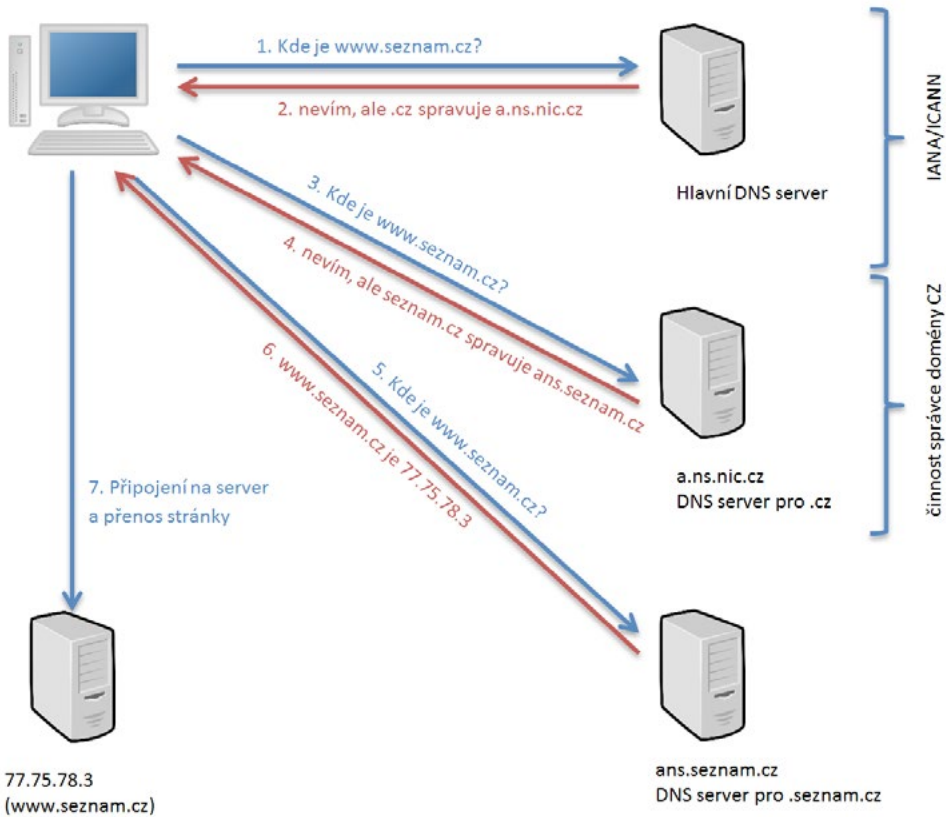 1. Kde je www.seznam.cz?
2. nevím, ale .cz spravuje a.ns.nic.cz
Hlavní DNS server
IANA/ICANN
3. Kde je www.seznam.cz?
4. nevím, ale seznam.cz spravuje ans.seznam.cz
a.ns.nic.cz
DNS server pro .cz
činnost správce domény CZ
5. Kde je www.seznam.cz?
6. www.seznam.cz je 77.75.78.3
ans.seznam.cz
DNS server pro .seznam.cz
7. Připojení na server
a přenos stránky
77.75.78.3
(www.seznam.cz)